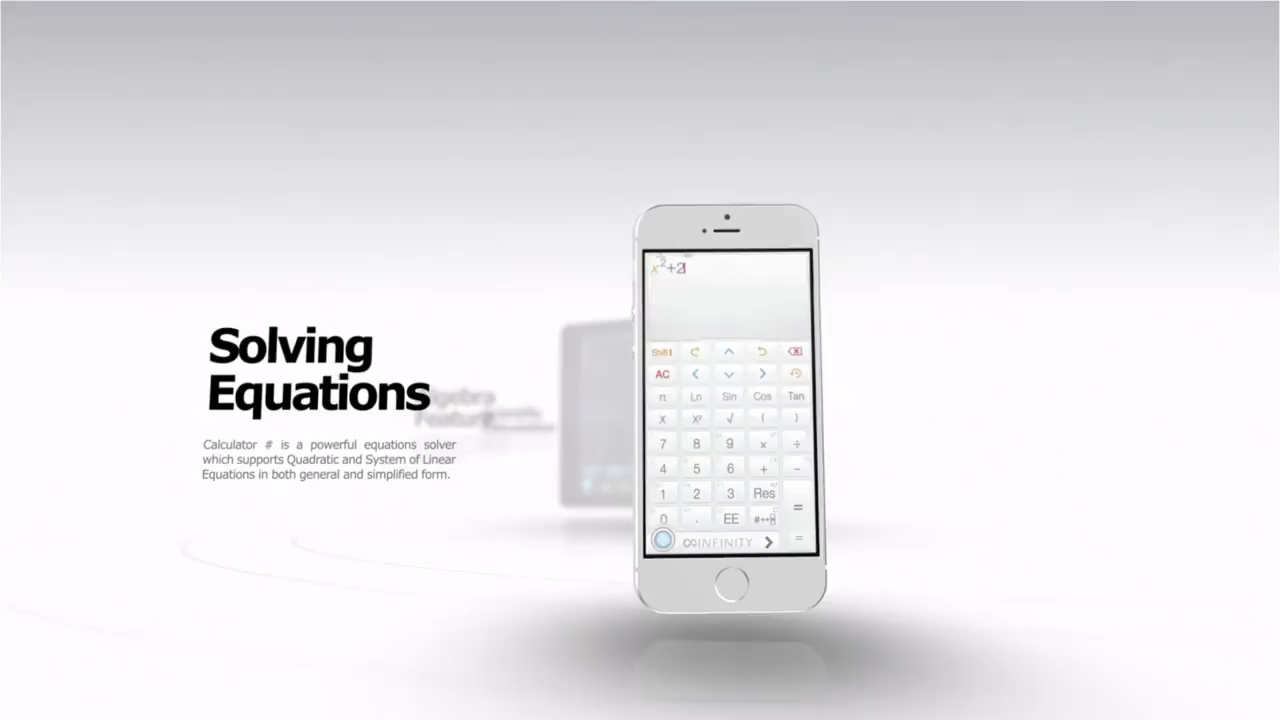 Solving
Equations
Calculator # is a powerful equations solver
which supports Quadratic and System of Linear
Equations in both general and simplified form.
Algebra
Feature
x²+2
Shift
AC
π Ln Sin Cos Tan
x x² √ ( )
7 8 9 × ÷
4 5 6 + −
1 2 3 Res =
0 . EE =
∞INFINITY